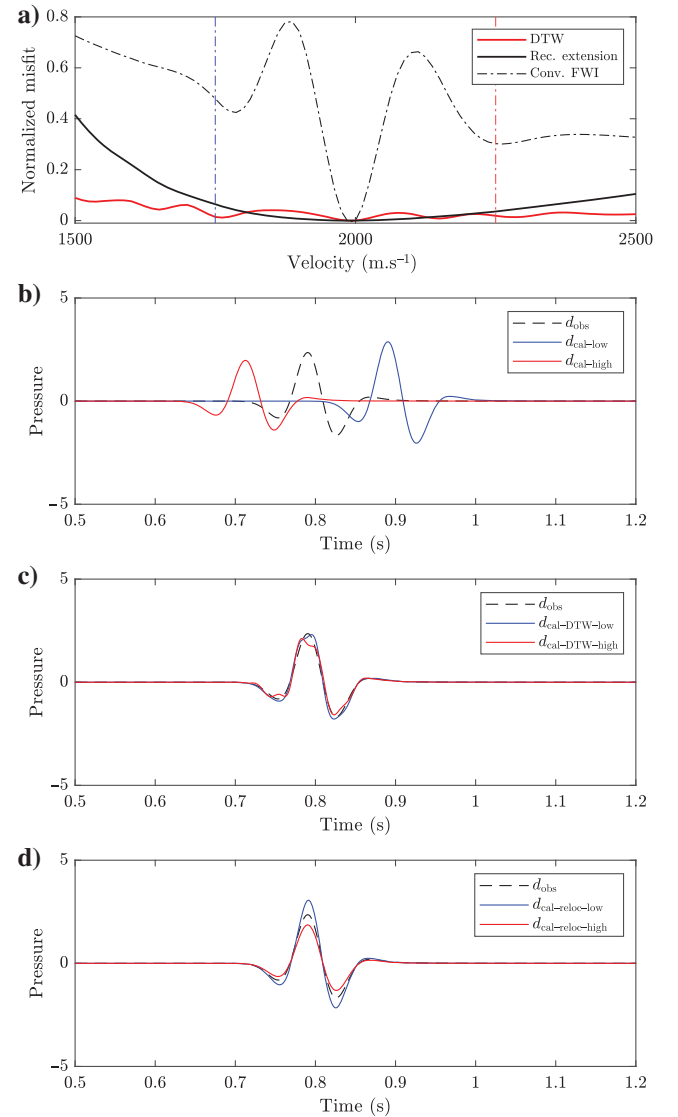 a)
0.8
0.6
0.4
0.2
0
Normalized misfit
DTW
Rec. extension
Conv. FWI
1500
2000
2500
Velocity (m.s⁻¹)
b)
5
0
−5
Pressure
d_obs
d_cal−low
d_cal−high
0.5 0.6 0.7 0.8 0.9 1 1.1 1.2
Time (s)
c)
5
0
−5
Pressure
d_obs
d_cal−DTW−low
d_cal−DTW−high
0.5 0.6 0.7 0.8 0.9 1 1.1 1.2
Time (s)
d)
5
0
−5
Pressure
d_obs
d_cal−reloc−low
d_cal−reloc−high
0.5 0.6 0.7 0.8 0.9 1 1.1 1.2
Time (s)